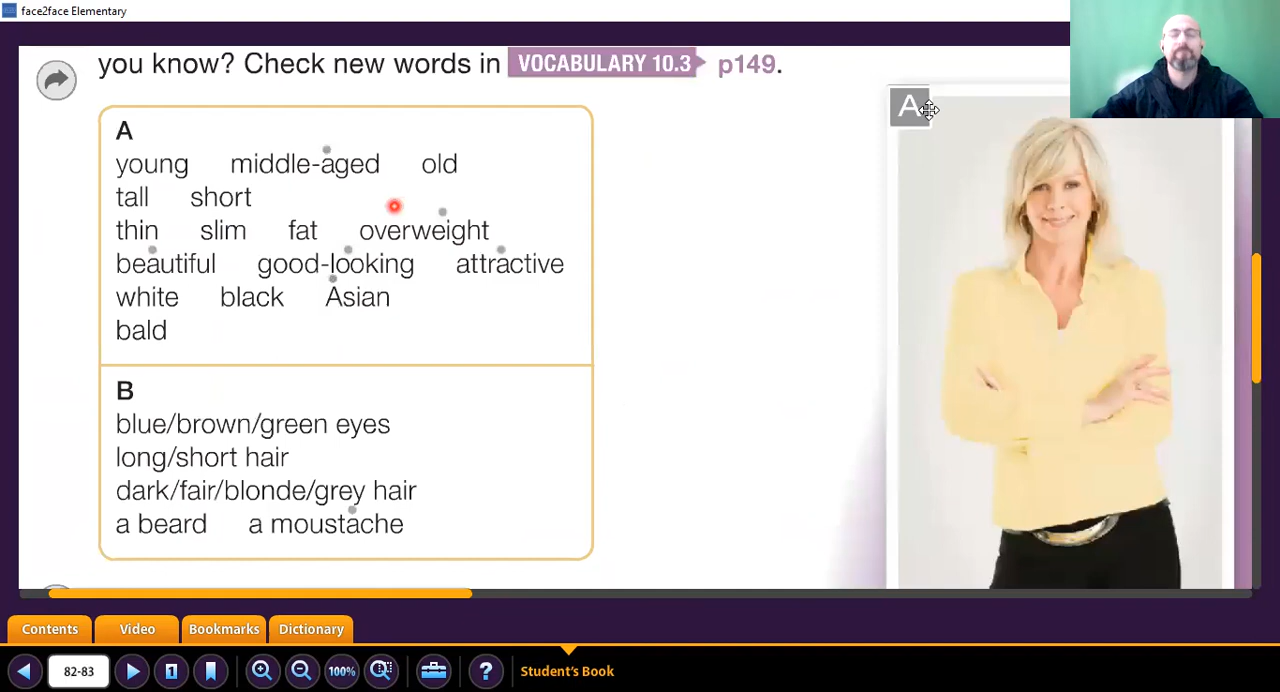 face2face Elementary
you know? Check new words in VOCABULARY 10.3 p149.
A
young middle-aged old
tall short
thin slim fat overweight
beautiful good-looking attractive
white black Asian
bald
B
blue/brown/green eyes
long/short hair
dark/fair/blonde/grey hair
a beard a moustache
A
Contents Video Bookmarks Dictionary
82-83 1 100% ? Student's Book